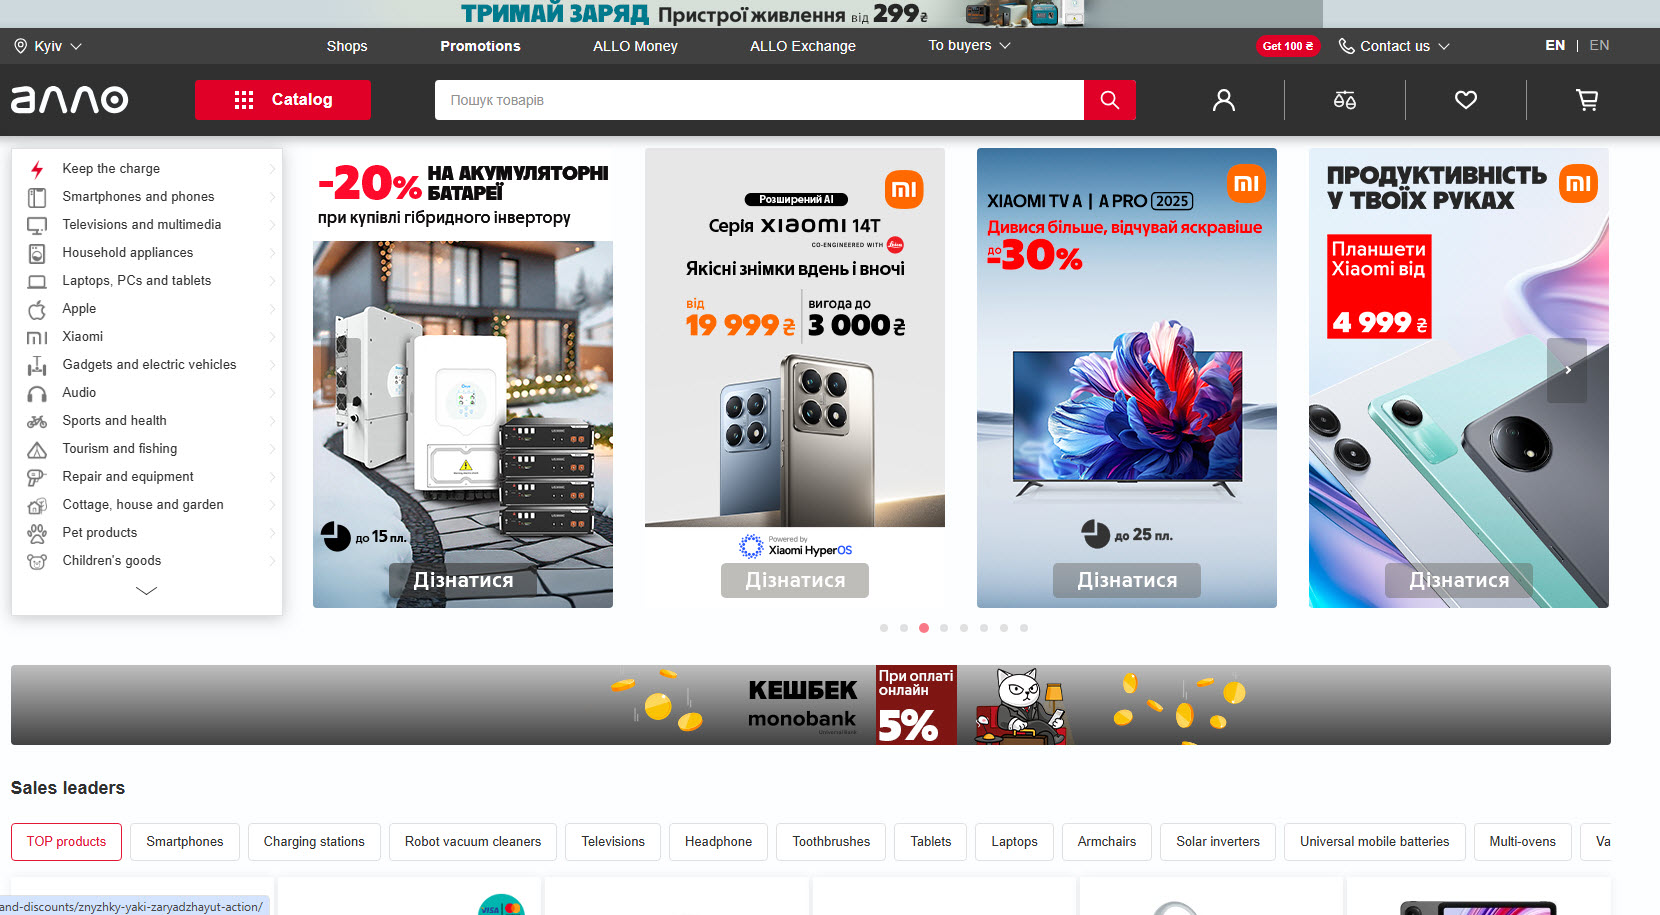 ТРИМАЙ ЗАРЯД Пристрої живлення від 299₴
Kyiv
Shops
Promotions
ALLO Money
ALLO Exchange
To buyers
Get 100 ₴
Contact us
EN | EN
алло
Catalog
Пошук товарів
Keep the charge
Smartphones and phones
Televisions and multimedia
Household appliances
Laptops, PCs and tablets
Apple
Xiaomi
Gadgets and electric vehicles
Audio
Sports and health
Tourism and fishing
Repair and equipment
Cottage, house and garden
Pet products
Children's goods
-20% НА АКУМУЛЯТОРНІ
БАТАРЕЇ
при купівлі гібридного інвертору
до 15 пл.
Дізнатися
mi
Розширений AI
Серія xiaomi 14T
CO-ENGINEERED WITH Leica
Якісні знімки вдень і вночі
від
19 999 ₴
вигода до
3 000 ₴
Powered by
Xiaomi HyperOS
Дізнатися
mi
XIAOMI TV A | A PRO 2025
Дивися більше, відчувай яскравіше
до
-30%
до 25 пл.
Дізнатися
ПРОДУКТИВНІСТЬ
У ТВОЇХ РУКАХ
mi
Планшети
Xiaomi від
4 999 ₴
Дізнатися
КЕШБЕК
monobank
Universal Bank
При оплаті
онлайн
5%
Sales leaders
TOP products
Smartphones
Charging stations
Robot vacuum cleaners
Televisions
Headphone
Toothbrushes
Tablets
Laptops
Armchairs
Solar inverters
Universal mobile batteries
Multi-ovens
Va
VISA
and-discounts/znyzhky-yaki-zaryadzhayut-action/